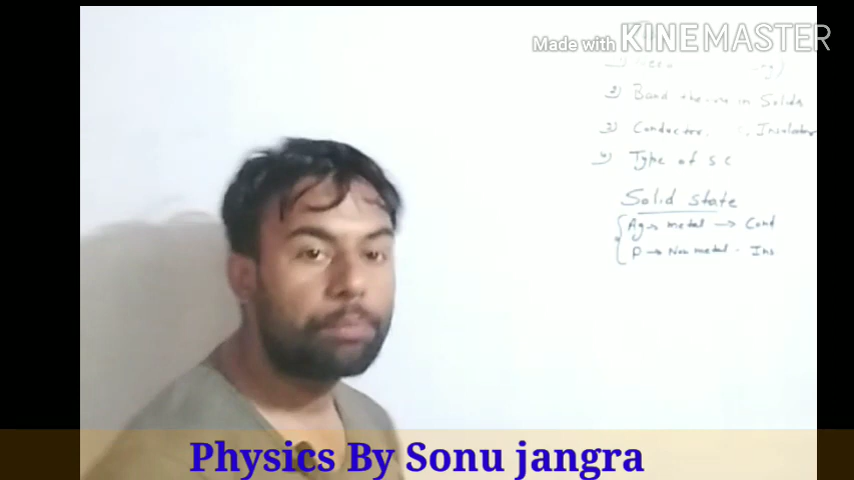 Made with KINEMASTER
2) Band in Solids
3) Conductor. Insulator
4) Type of S C
Solid state
Ag → metal → Cond
P → Non metal - Ins
Physics By Sonu jangra